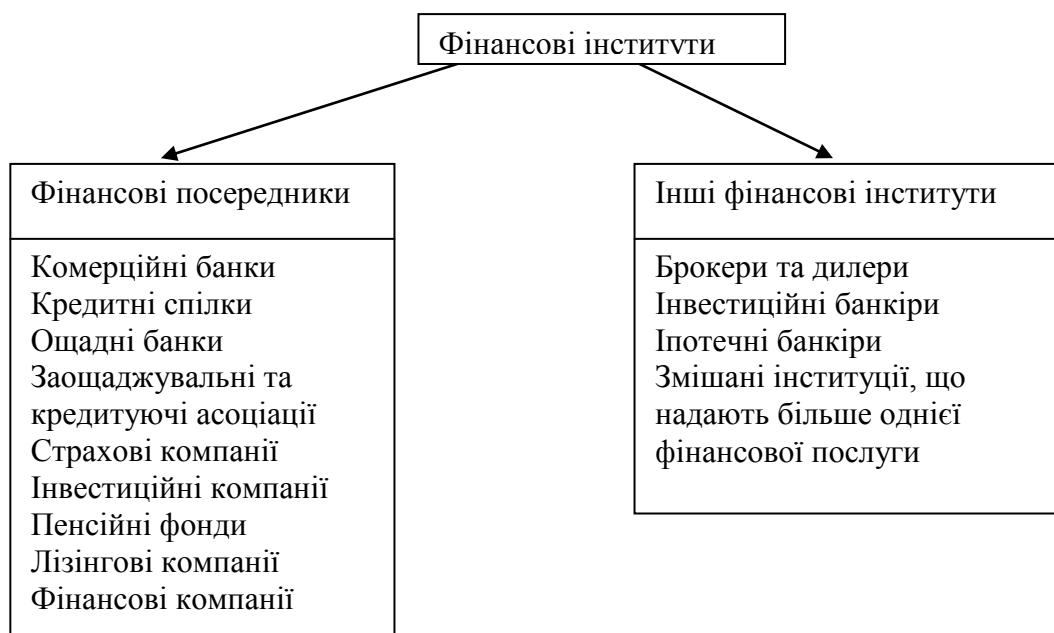 Фінансові інститути
Фінансові посередники
Комерційні банки
Кредитні спілки
Ощадні банки
Заощаджувальні та
кредитуючі асоціації
Страхові компанії
Інвестиційні компанії
Пенсійні фонди
Лізінгові компанії
Фінансові компанії
Інші фінансові інститути
Брокери та дилери
Інвестиційні банкіри
Іпотечні банкіри
Змішані інституції, що
надають більше однієї
фінансової послуги